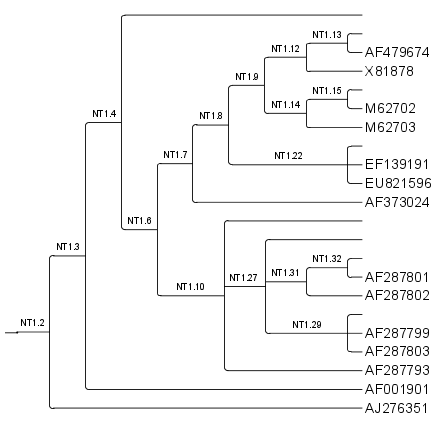 NT1.13
NT1.12
AF479674
X81878
NT1.9
NT1.15
NT1.14
M62702
NT1.4
NT1.8
M62703
NT1.7
NT1.22
EF139191
EU821596
AF373024
NT1.6
NT1.3
NT1.32
NT1.27
NT1.31
AF287801
NT1.10
AF287802
NT1.2
NT1.29
AF287799
AF287803
AF287793
AF001901
AJ276351